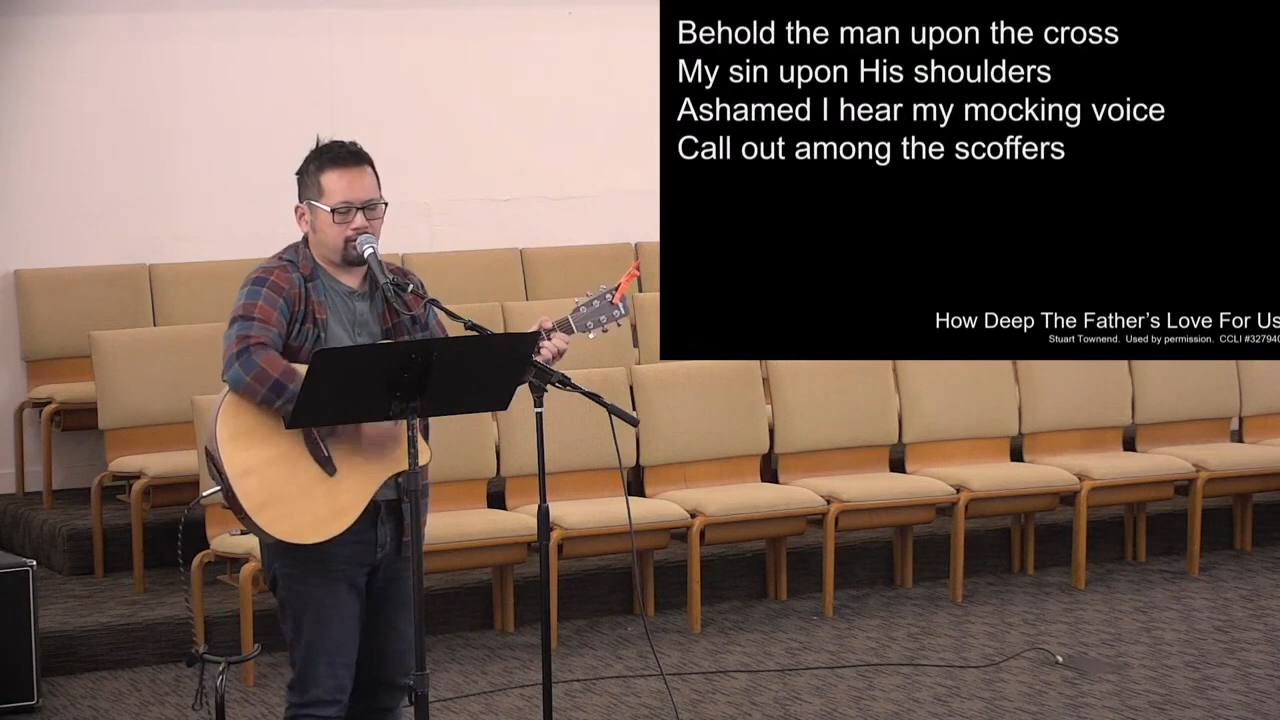 Behold the man upon the cross
My sin upon His shoulders
Ashamed I hear my mocking voice
Call out among the scoffers
How Deep The Father’s Love For Us
Stuart Townend. Used by permission. CCLI #327940